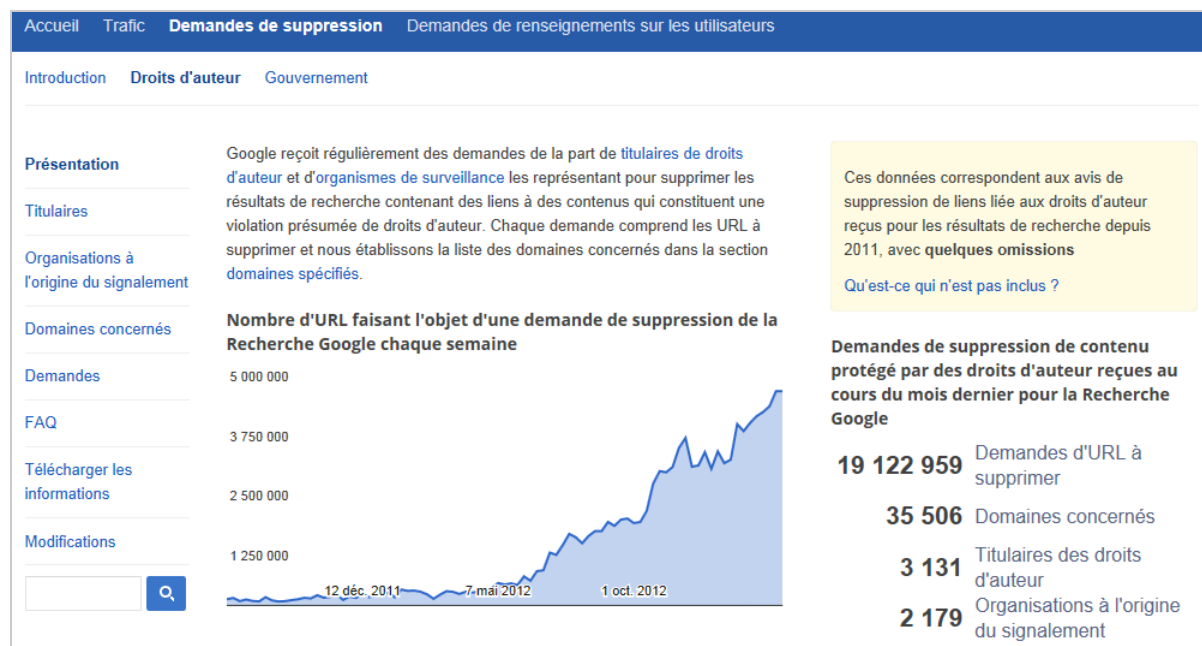 Accueil Trafic Demandes de suppression Demandes de renseignements sur les utilisateurs
Introduction Droits d'auteur Gouvernement
Présentation
Titulaires
Organisations à
l'origine du signalement
Domaines concernés
Demandes
FAQ
Télécharger les
informations
Modifications
Google reçoit régulièrement des demandes de la part de titulaires de droits
d'auteur et d'organismes de surveillance les représentant pour supprimer les
résultats de recherche contenant des liens à des contenus qui constituent une
violation présumée de droits d'auteur. Chaque demande comprend les URL à
supprimer et nous établissons la liste des domaines concernés dans la section
domaines spécifiés.
Nombre d'URL faisant l'objet d'une demande de suppression de la
Recherche Google chaque semaine
5 000 000
3 750 000
2 500 000
1 250 000
12 déc. 2011 7 mai 2012 1 oct. 2012
Ces données correspondent aux avis de
suppression de liens liée aux droits d'auteur
reçus pour les résultats de recherche depuis
2011, avec quelques omissions
Qu'est-ce qui n'est pas inclus ?
Demandes de suppression de contenu
protégé par des droits d'auteur reçues au
cours du mois dernier pour la Recherche
Google
19 122 959 Demandes d'URL à
supprimer
35 506 Domaines concernés
3 131 Titulaires des droits
d'auteur
2 179 Organisations à l'origine
du signalement